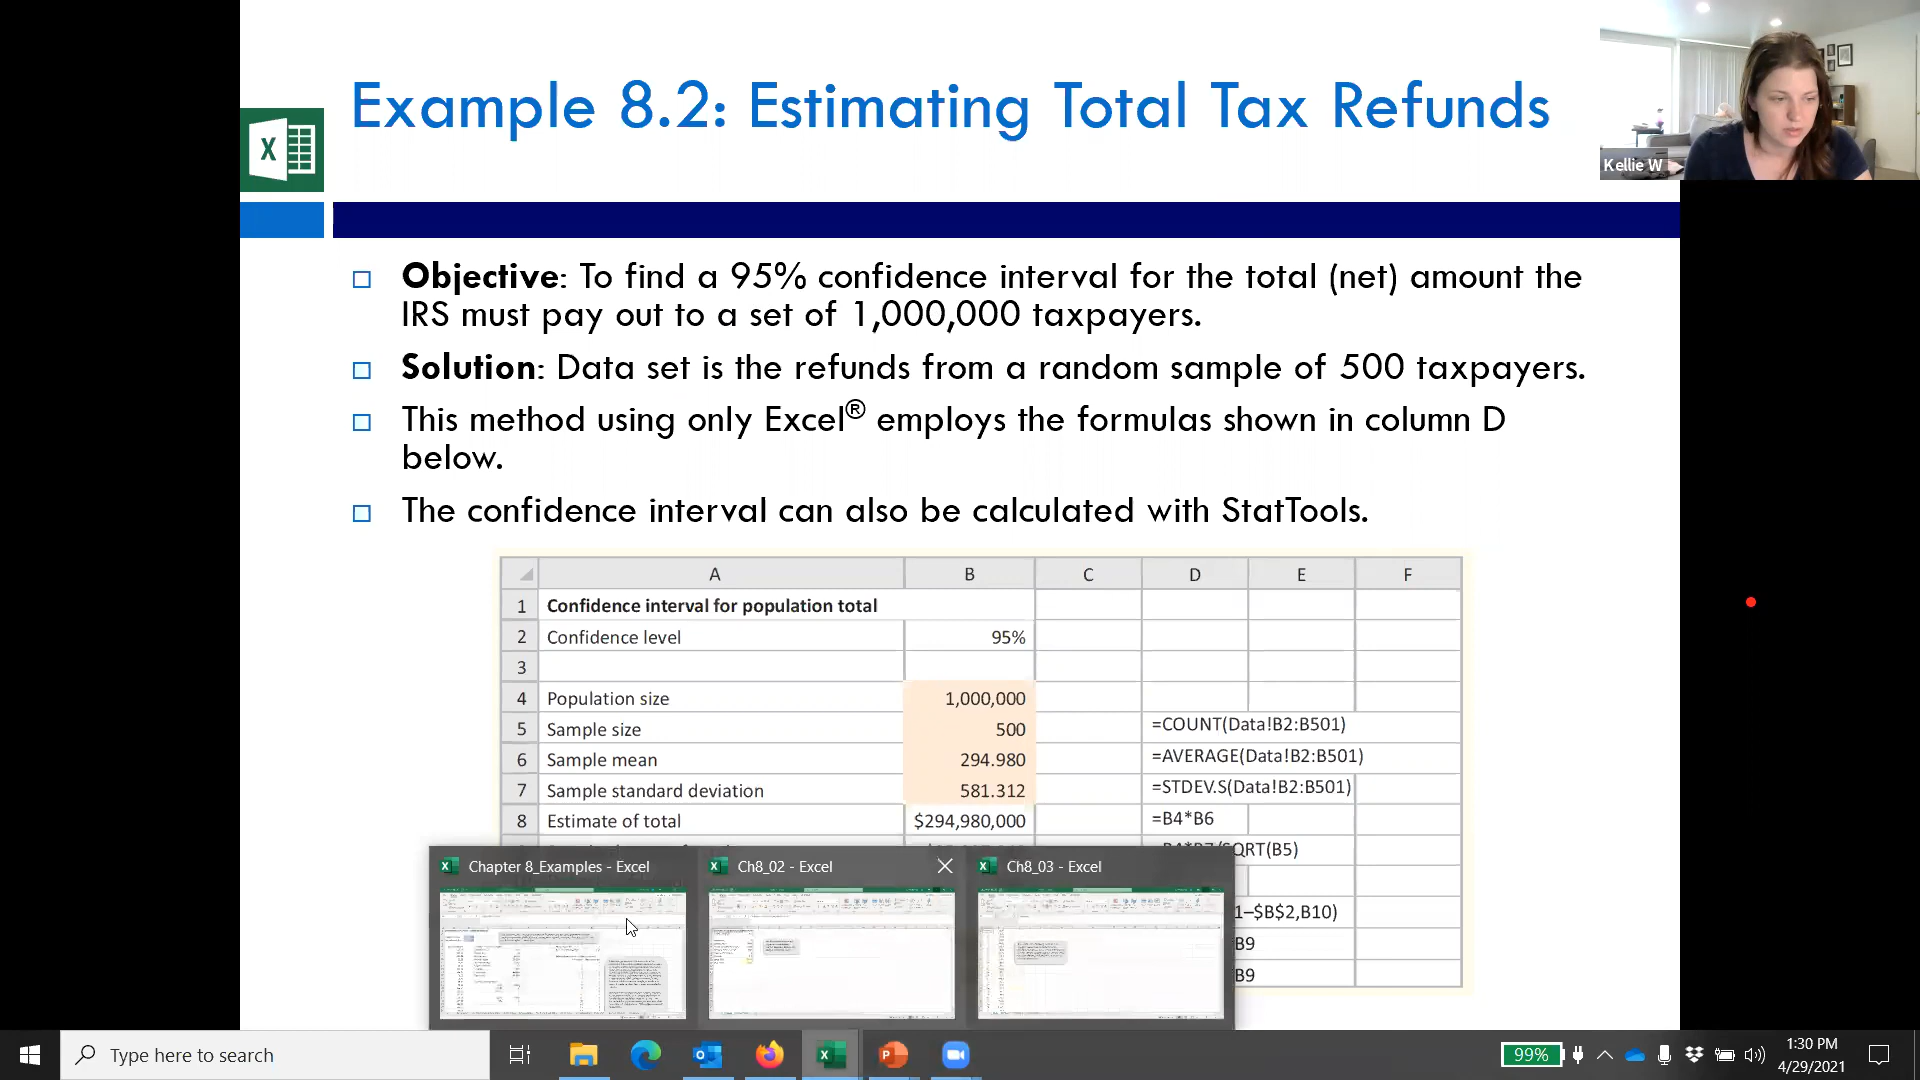 Example 8.2: Estimating Total Tax Refunds
Kellie W
Objective: To find a 95% confidence interval for the total (net) amount the
IRS must pay out to a set of 1,000,000 taxpayers.
Solution: Data set is the refunds from a random sample of 500 taxpayers.
This method using only Excel® employs the formulas shown in column D
below.
The confidence interval can also be calculated with StatTools.
A B C D E F
1 Confidence interval for population total
2 Confidence level 95%
3
4 Population size 1,000,000
5 Sample size 500 =COUNT(Data!B2:B501)
6 Sample mean 294.980 =AVERAGE(Data!B2:B501)
7 Sample standard deviation 581.312 =STDEV.S(Data!B2:B501)
8 Estimate of total $294,980,000 =B4*B6
QRT(B5)
1–$B$2,B10)
B9
B9
Chapter 8_Examples - Excel
Ch8_02 - Excel
Ch8_03 - Excel
Type here to search
99%
1:30 PM
4/29/2021